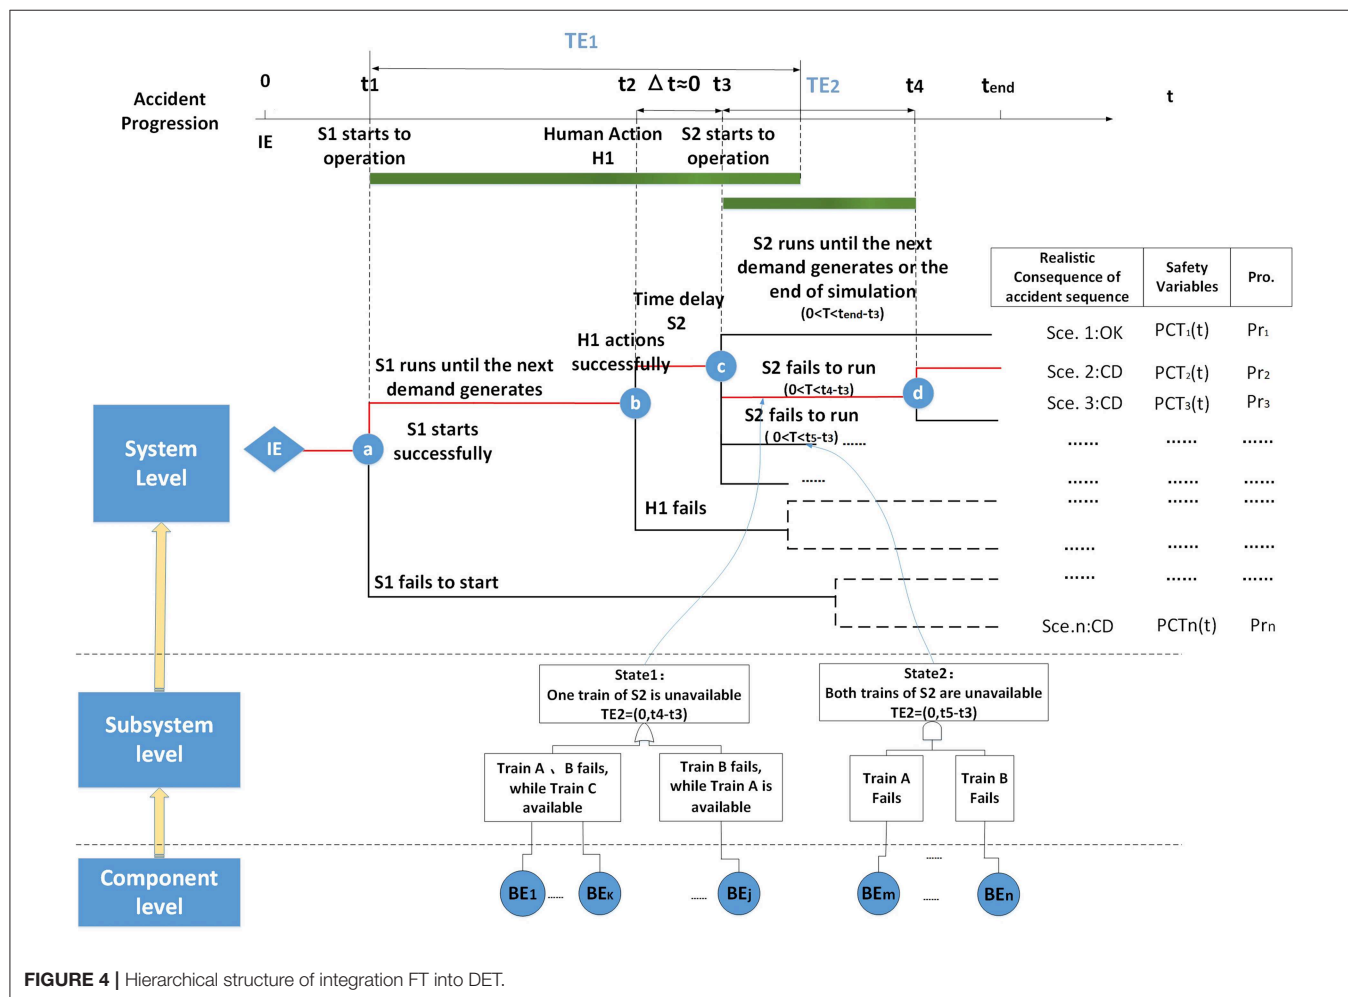 TE1
0
t1
t2
Δ t≈0
t3
TE2
t4
tend
t
Accident
Progression
IE
S1 starts to
operation
Human Action
H1
S2 starts to
operation
S2 runs until the next
demand generates or the
end of simulation
(0<T<tend-t3)
Realistic
Consequence of
accident sequence
Safety
Variables
Pro.
Time delay
S2
H1 actions
successfully
S1 runs until the next
demand generates
S1 starts
successfully
IE
a
b
c
d
S2 fails to run
(0<T<t4-t3)
S2 fails to run
( 0<T<t5-t3)
......
......
H1 fails
S1 fails to start
Sce. 1:OK PCT1(t) Pr1
Sce. 2:CD PCT2(t) Pr2
Sce. 3:CD PCT3(t) Pr3
...... ...... ......
...... ...... ......
...... ...... ......
...... ...... ......
...... ...... ......
Sce.n:CD PCTn(t) Prn
System
Level
Subsystem
level
Component
level
State1：
One train of S2 is unavailable
TE2=(0,t4-t3)
State2：
Both trains of S2 are unavailable
TE2=(0,t5-t3)
Train A 、B fails,
while Train C
available
Train B fails,
while Train A is
available
Train A
Fails
Train B
Fails
......
BE1 ...... BEK ...... BEj BEm ...... BEn
FIGURE 4 | Hierarchical structure of integration FT into DET.